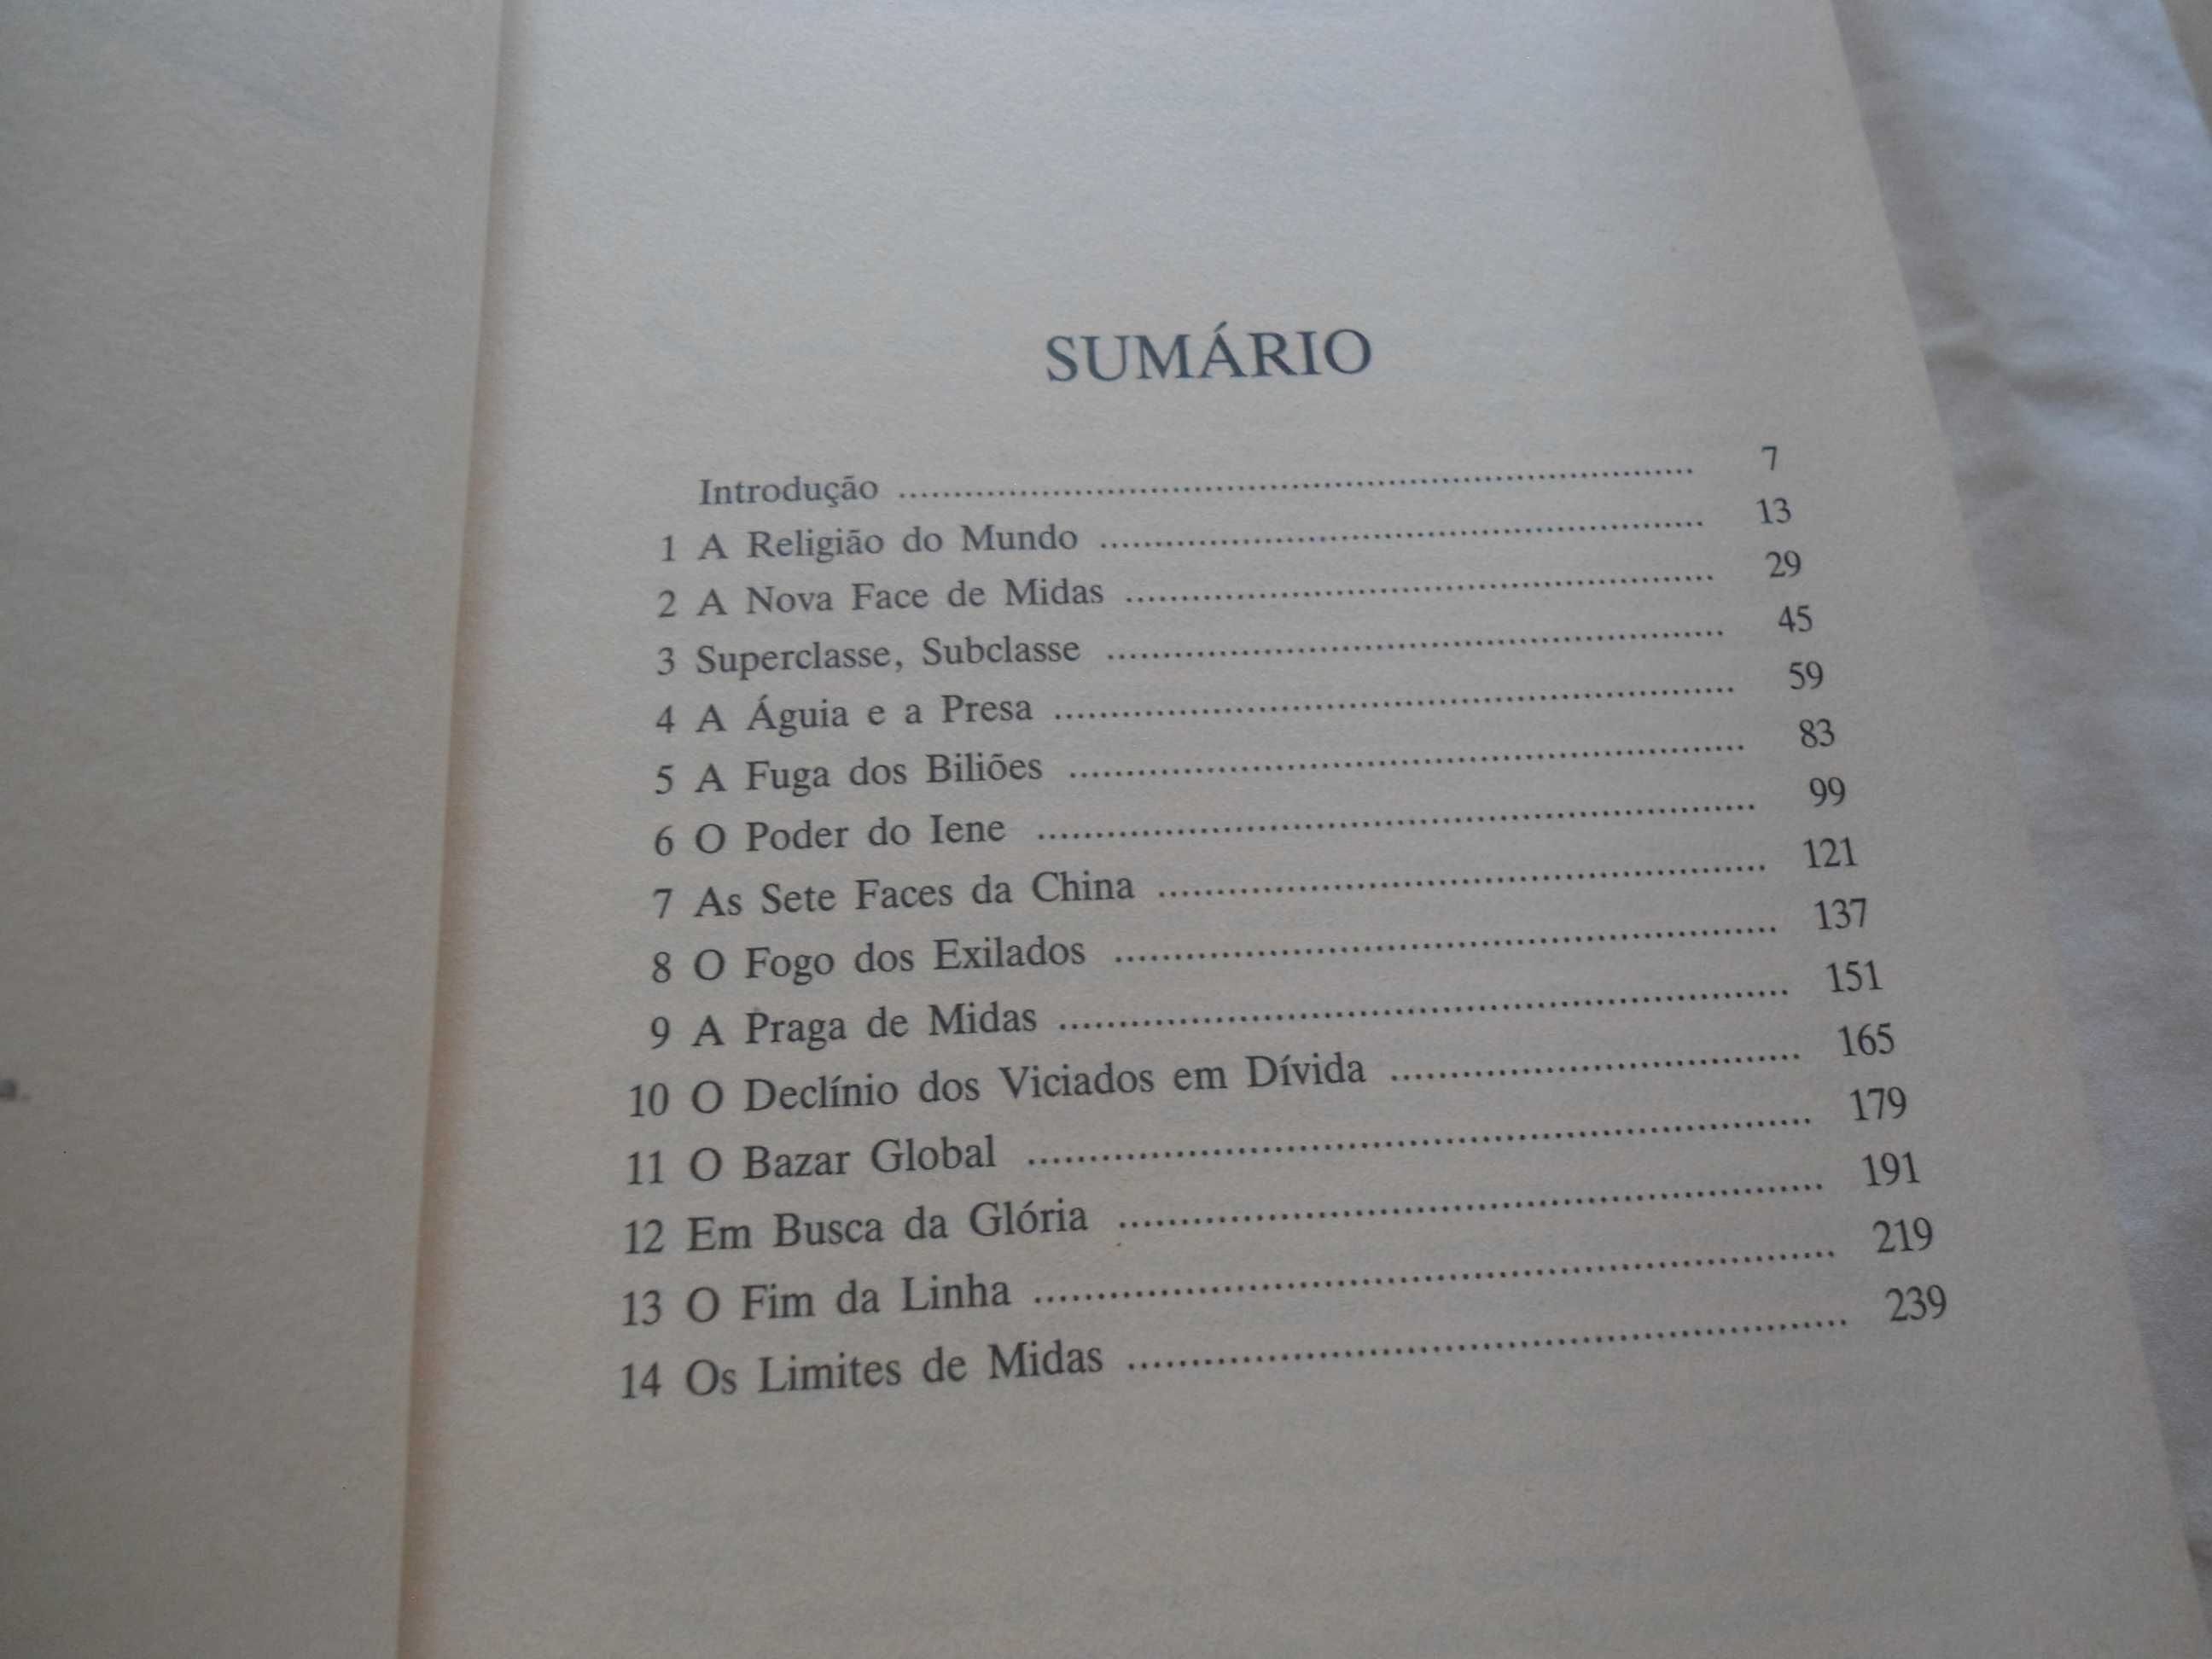 SUMÁRIO
Introdução ........................................ 7
1 A Religião do Mundo ........................................ 13
2 A Nova Face de Midas ........................................ 29
3 Superclasse, Subclasse ........................................ 45
4 A Águia e a Presa ........................................ 59
5 A Fuga dos Biliões ........................................ 83
6 O Poder do Iene ........................................ 99
7 As Sete Faces da China ........................................ 121
8 O Fogo dos Exilados ........................................ 137
9 A Praga de Midas ........................................ 151
10 O Declínio dos Viciados em Dívida ........................................ 165
11 O Bazar Global ........................................ 179
12 Em Busca da Glória ........................................ 191
13 O Fim da Linha ........................................ 219
14 Os Limites de Midas ........................................ 239